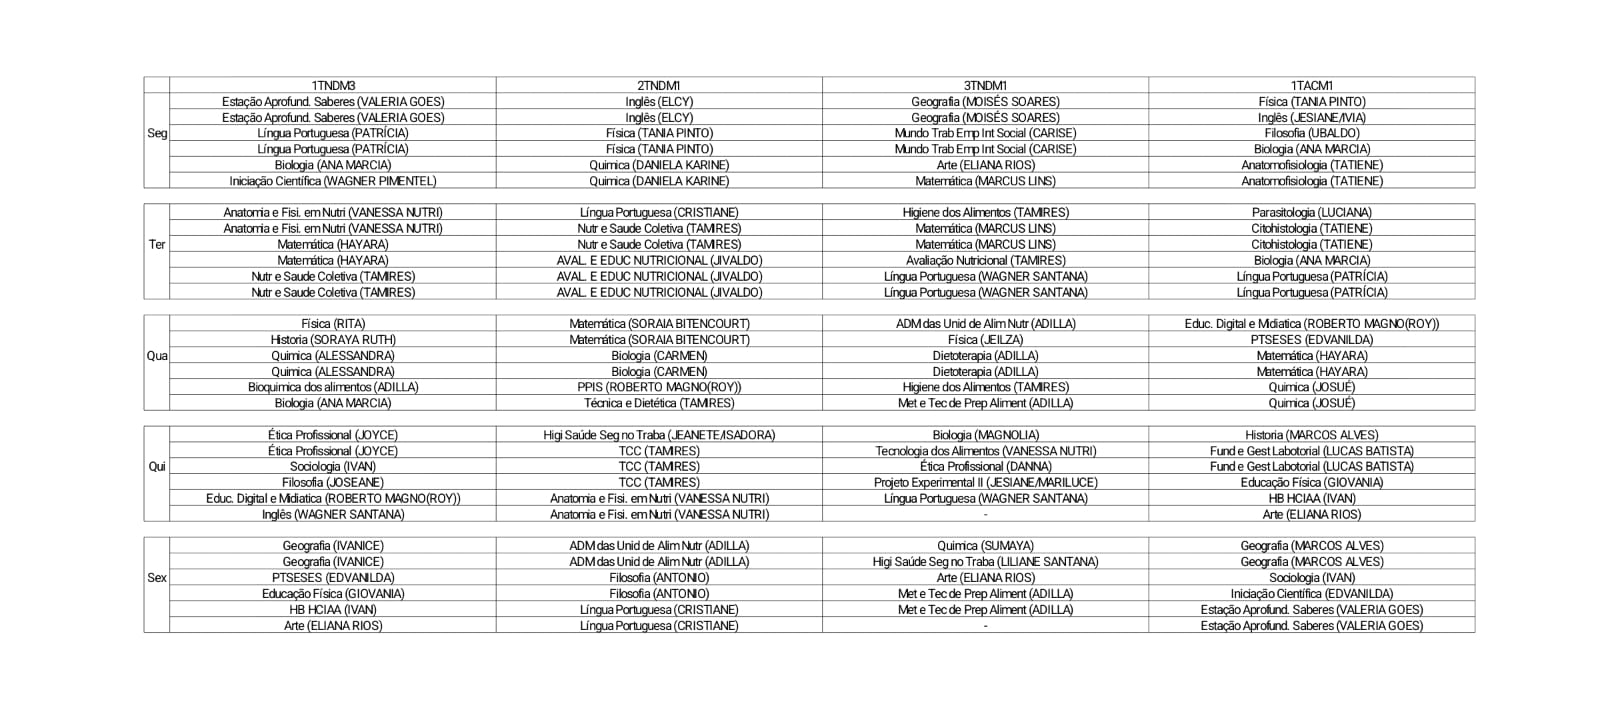 1TNDM3 2TNDM1 3TNDM1 1TACM1
Estação Aprofund. Saberes (VALERIA GOES) Inglês (ELCY) Geografia (MOISÉS SOARES) Física (TANIA PINTO)
Estação Aprofund. Saberes (VALERIA GOES) Inglês (ELCY) Geografia (MOISÉS SOARES) Inglês (JESIANE/IVIA)
Seg Língua Portuguesa (PATRÍCIA) Física (TANIA PINTO) Mundo Trab Emp Int Social (CARISE) Filosofia (UBALDO)
Língua Portuguesa (PATRÍCIA) Física (TANIA PINTO) Mundo Trab Emp Int Social (CARISE) Biologia (ANA MARCIA)
Biologia (ANA MARCIA) Quimica (DANIELA KARINE) Arte (ELIANA RIOS) Anatomofisiologia (TATIENE)
Iniciação Científica (WAGNER PIMENTEL) Quimica (DANIELA KARINE) Matemática (MARCUS LINS) Anatomofisiologia (TATIENE)
Anatomia e Fisi. em Nutri (VANESSA NUTRI) Língua Portuguesa (CRISTIANE) Higiene dos Alimentos (TAMIRES) Parasitologia (LUCIANA)
Anatomia e Fisi. em Nutri (VANESSA NUTRI) Nutr e Saude Coletiva (TAMIRES) Matemática (MARCUS LINS) Citohistologia (TATIENE)
Ter Matemática (HAYARA) Nutr e Saude Coletiva (TAMIRES) Matemática (MARCUS LINS) Citohistologia (TATIENE)
Matemática (HAYARA) AVAL. E EDUC NUTRICIONAL (JIVALDO) Avaliação Nutricional (TAMIRES) Biologia (ANA MARCIA)
Nutr e Saude Coletiva (TAMIRES) AVAL. E EDUC NUTRICIONAL (JIVALDO) Língua Portuguesa (WAGNER SANTANA) Língua Portuguesa (PATRÍCIA)
Nutr e Saude Coletiva (TAMIRES) AVAL. E EDUC NUTRICIONAL (JIVALDO) Língua Portuguesa (WAGNER SANTANA) Língua Portuguesa (PATRÍCIA)
Física (RITA) Matemática (SORAIA BITENCOURT) ADM das Unid de Alim Nutr (ADILLA) Educ. Digital e Midiatica (ROBERTO MAGNO(ROY))
Historia (SORAYA RUTH) Matemática (SORAIA BITENCOURT) Física (JEILZA) PTSESES (EDVANILDA)
Qua Quimica (ALESSANDRA) Biologia (CARMEN) Dietoterapia (ADILLA) Matemática (HAYARA)
Quimica (ALESSANDRA) Biologia (CARMEN) Dietoterapia (ADILLA) Matemática (HAYARA)
Bioquimica dos alimentos (ADILLA) PPIS (ROBERTO MAGNO(ROY)) Higiene dos Alimentos (TAMIRES) Quimica (JOSUÉ)
Biologia (ANA MARCIA) Técnica e Dietética (TAMIRES) Met e Tec de Prep Aliment (ADILLA) Quimica (JOSUÉ)
Ética Profissional (JOYCE) Higi Saúde Seg no Traba (JEANETE/ISADORA) Biologia (MAGNOLIA) Historia (MARCOS ALVES)
Ética Profissional (JOYCE) TCC (TAMIRES) Tecnologia dos Alimentos (VANESSA NUTRI) Fund e Gest Labotorial (LUCAS BATISTA)
Qui Sociologia (IVAN) TCC (TAMIRES) Ética Profissional (DANNA) Fund e Gest Labotorial (LUCAS BATISTA)
Filosofia (JOSEANE) TCC (TAMIRES) Projeto Experimental II (JESIANE/MARILUCE) Educação Física (GIOVANIA)
Educ. Digital e Midiatica (ROBERTO MAGNO(ROY)) Anatomia e Fisi. em Nutri (VANESSA NUTRI) Língua Portuguesa (WAGNER SANTANA) HB HCIAA (IVAN)
Inglês (WAGNER SANTANA) Anatomia e Fisi. em Nutri (VANESSA NUTRI) - Arte (ELIANA RIOS)
Geografia (IVANICE) ADM das Unid de Alim Nutr (ADILLA) Quimica (SUMAYA) Geografia (MARCOS ALVES)
Geografia (IVANICE) ADM das Unid de Alim Nutr (ADILLA) Higi Saúde Seg no Traba (LILIANE SANTANA) Geografia (MARCOS ALVES)
Sex PTSESES (EDVANILDA) Filosofia (ANTONIO) Arte (ELIANA RIOS) Sociologia (IVAN)
Educação Física (GIOVANIA) Filosofia (ANTONIO) Met e Tec de Prep Aliment (ADILLA) Iniciação Científica (EDVANILDA)
HB HCIAA (IVAN) Língua Portuguesa (CRISTIANE) Met e Tec de Prep Aliment (ADILLA) Estação Aprofund. Saberes (VALERIA GOES)
Arte (ELIANA RIOS) Língua Portuguesa (CRISTIANE) - Estação Aprofund. Saberes (VALERIA GOES)